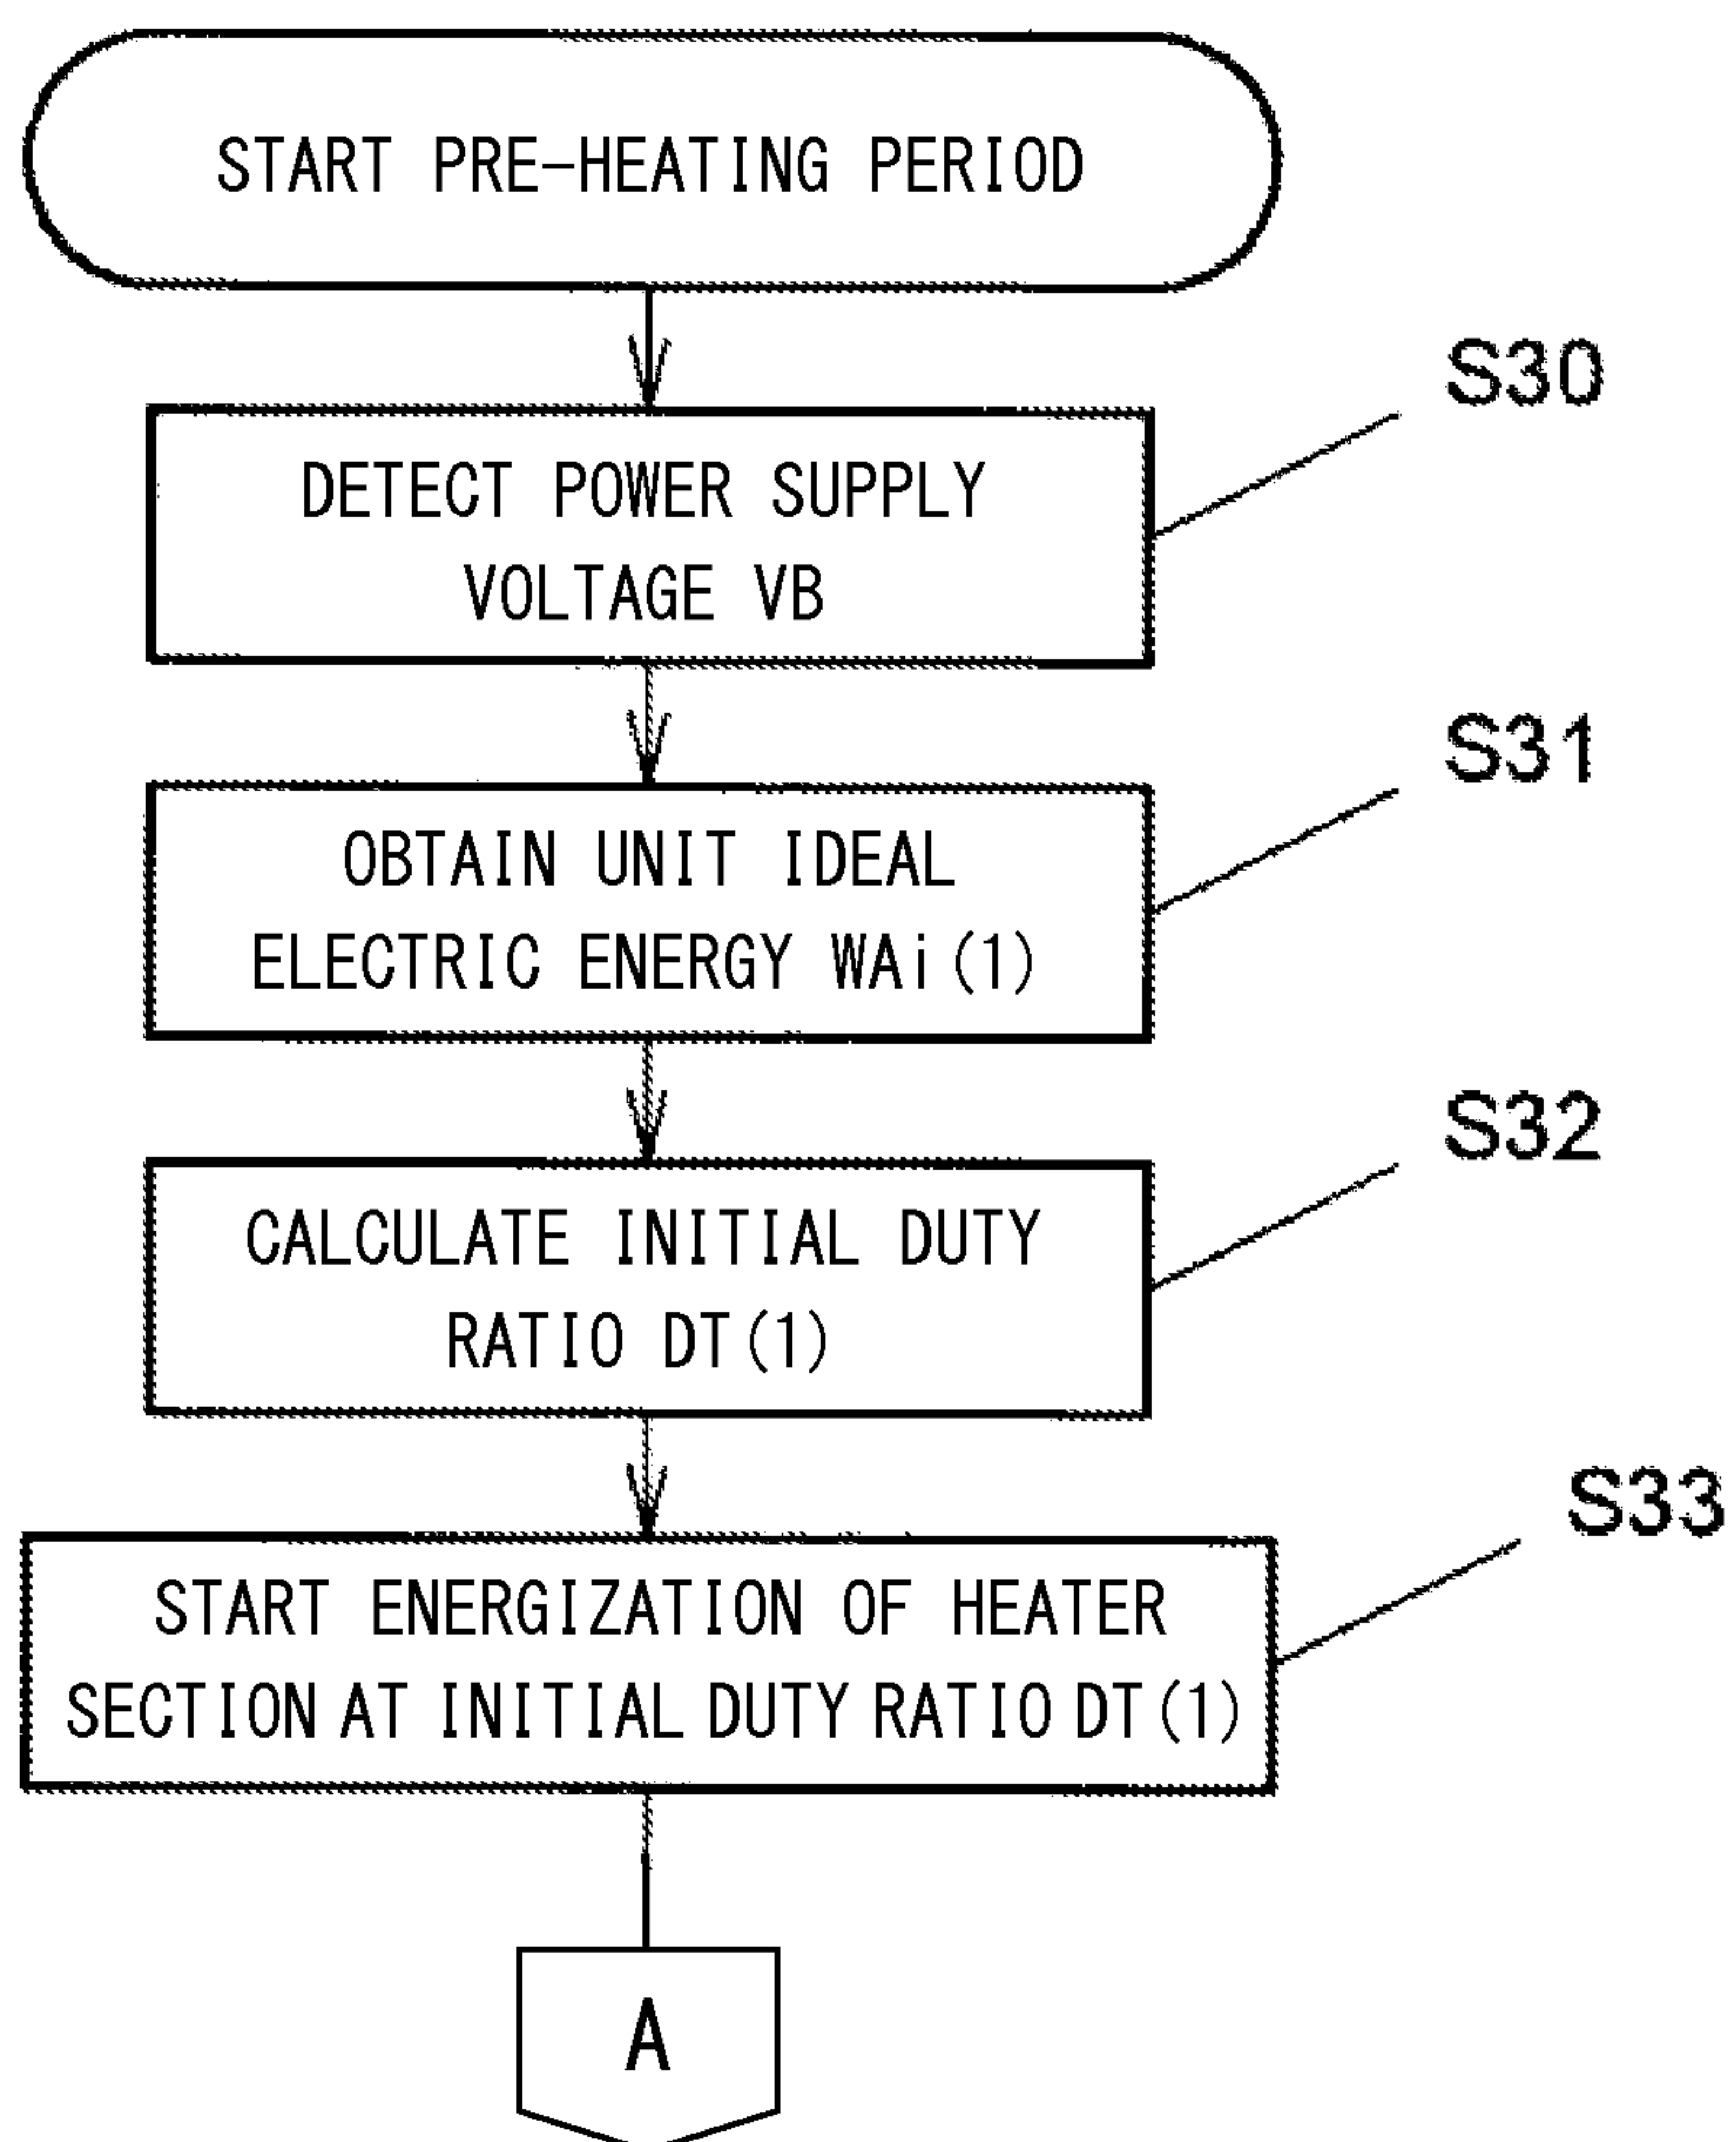 START PRE-HEATING PERIOD
S30
DETECT POWER SUPPLY
VOLTAGE VB
S31
OBTAIN UNIT IDEAL
ELECTRIC ENERGY WAi(1)
S32
CALCULATE INITIAL DUTY
RATIO DT(1)
S33
START ENERGIZATION OF HEATER
SECTION AT INITIAL DUTY RATIO DT(1)
A